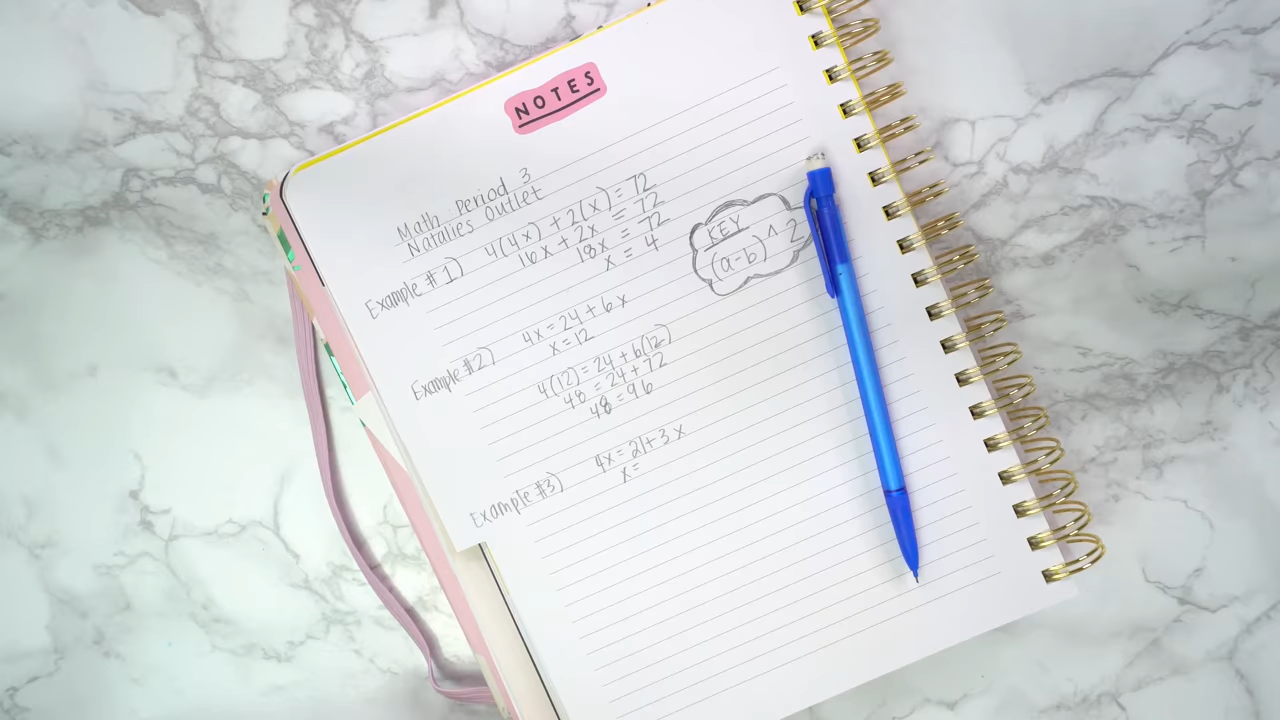 NOTES
Math Period 3
Natalies Outlet
Example #1) 4(4x) + 2(x) = 72
16x + 2x = 72
18x = 72
x = 4
KEY
(a-b)^2
Example #2) 4x = 24 + 6x
x = 12
4(12) = 24 + 6(12)
48 = 24 + 72
48 = 96
Example #3) 4x = 21 + 3x
x =